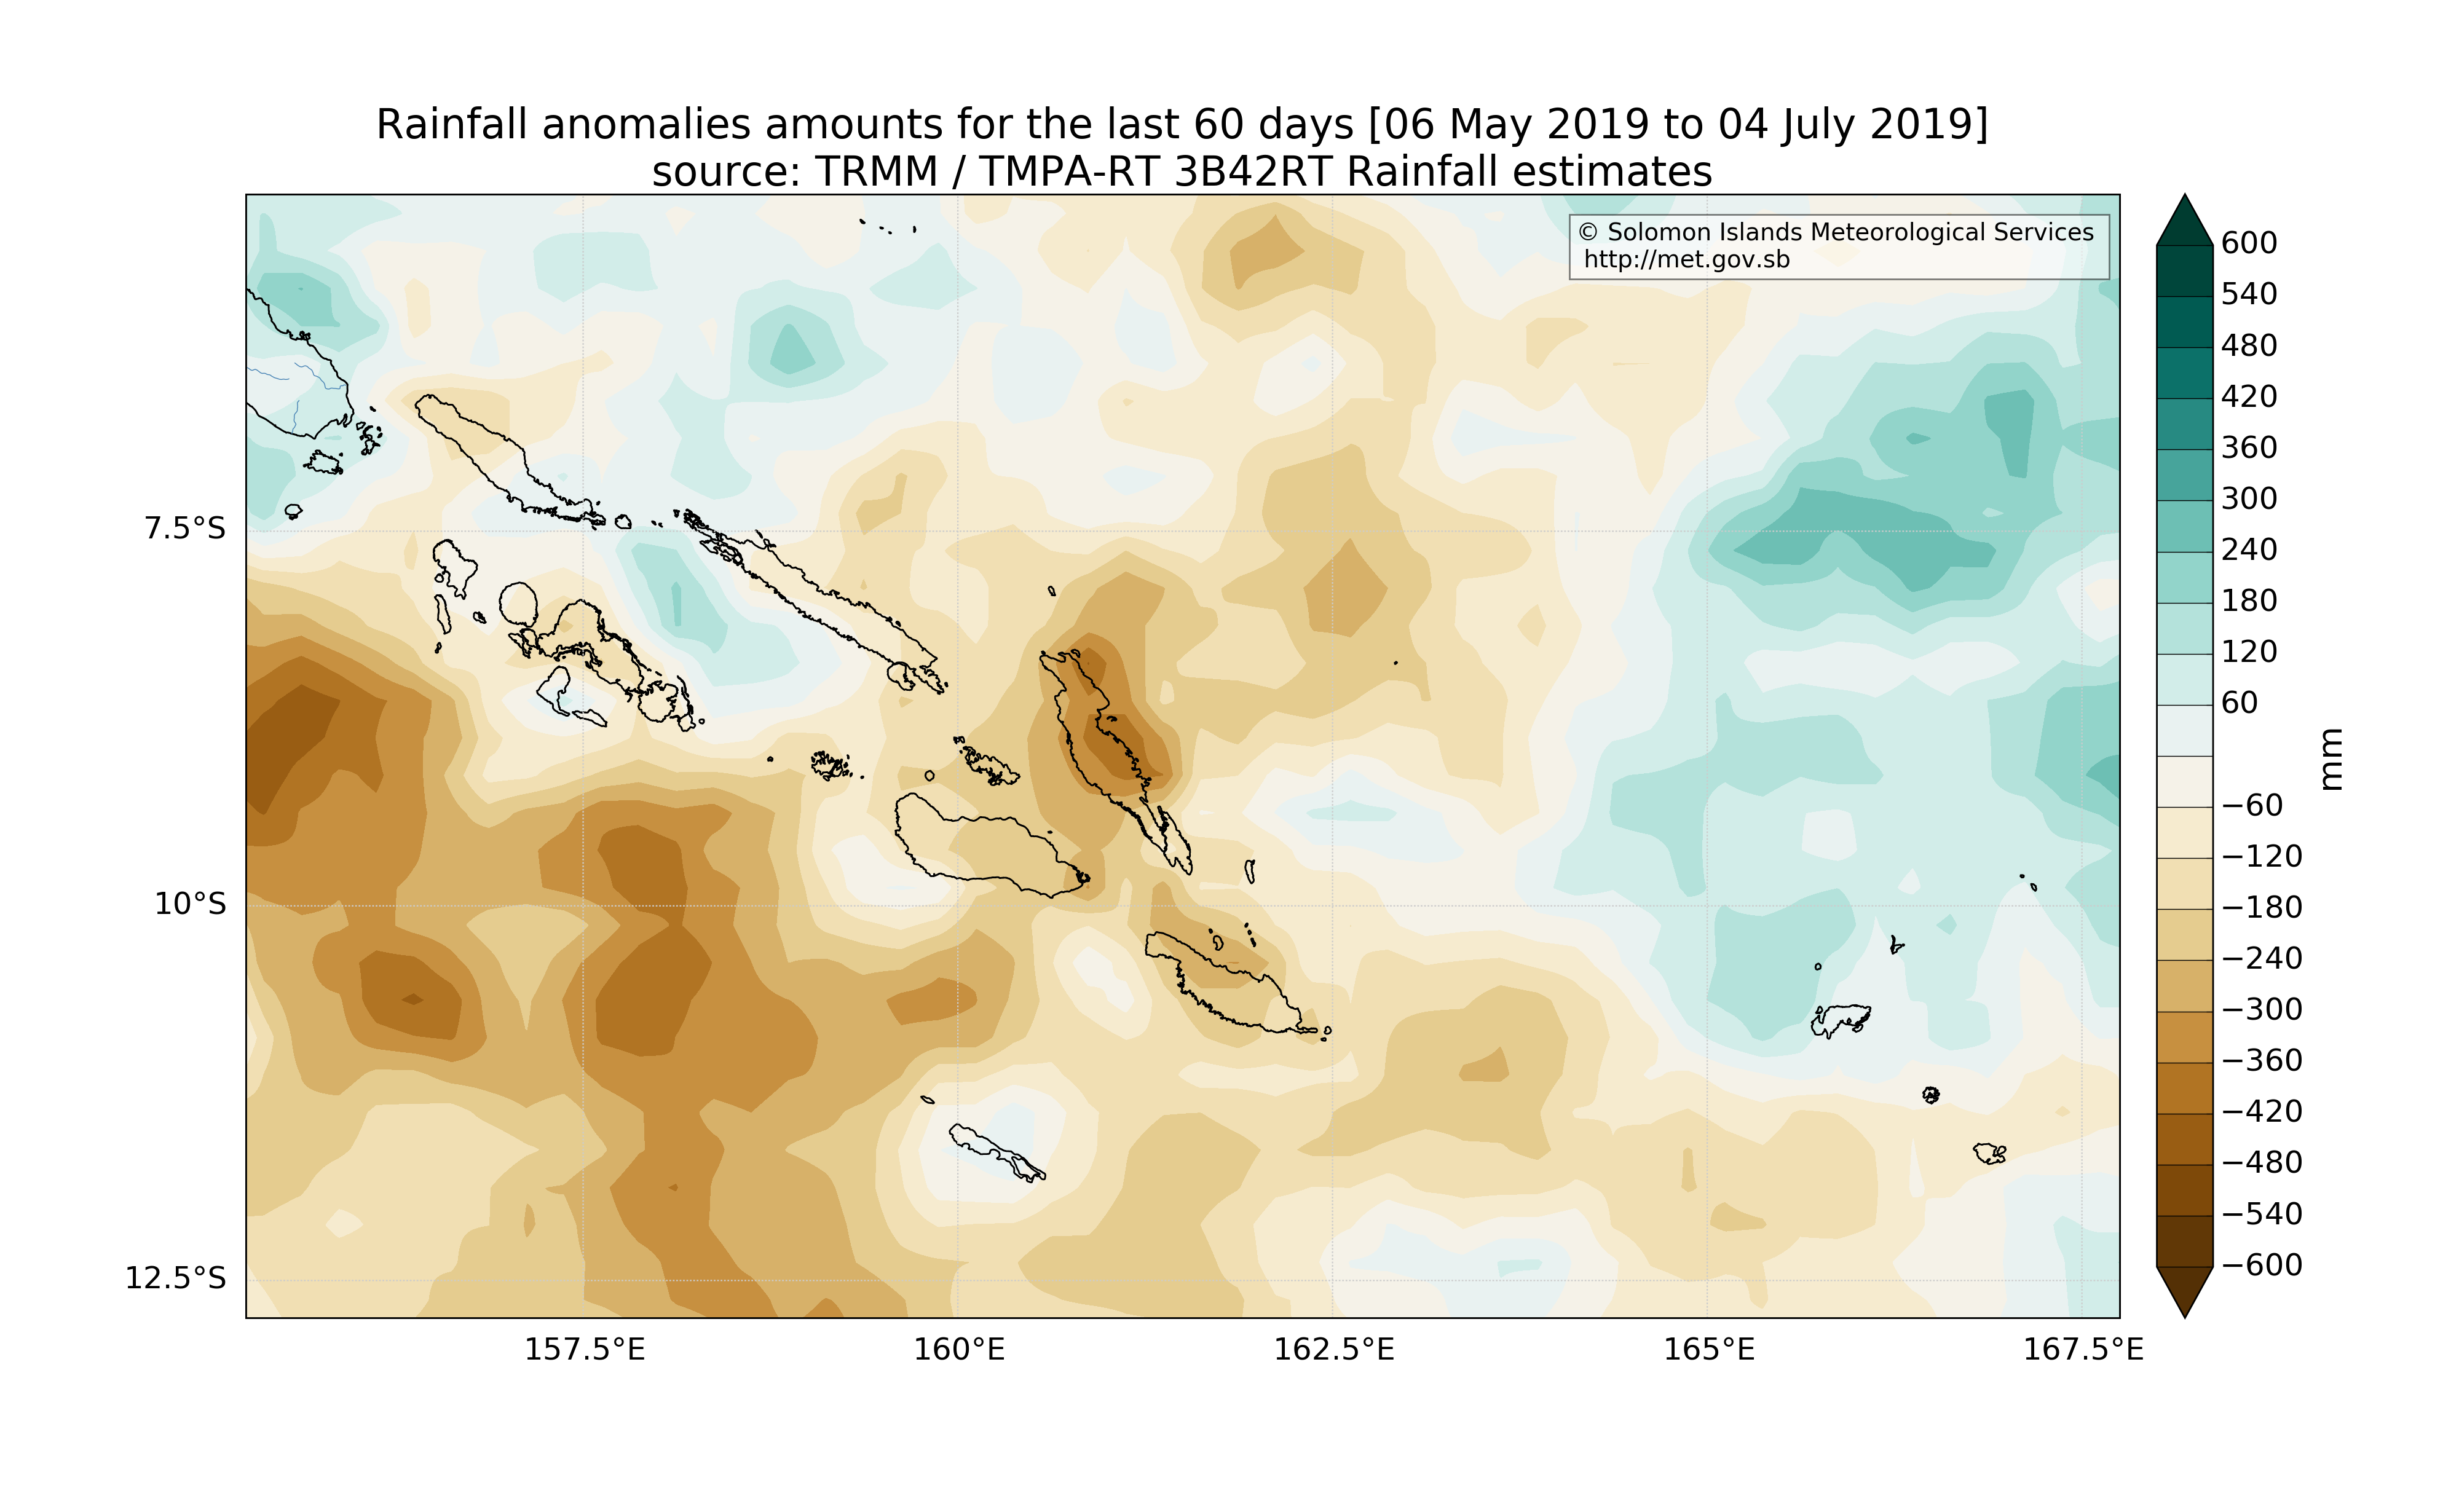 Rainfall anomalies amounts for the last 60 days [06 May 2019 to 04 July 2019]
source: TRMM / TMPA-RT 3B42RT Rainfall estimates
© Solomon Islands Meteorological Services
http://met.gov.sb
7.5°S
10°S
12.5°S
157.5°E
160°E
162.5°E
165°E
167.5°E
600
540
480
420
360
300
240
180
120
60
−60
−120
−180
−240
−300
−360
−420
−480
−540
−600
mm